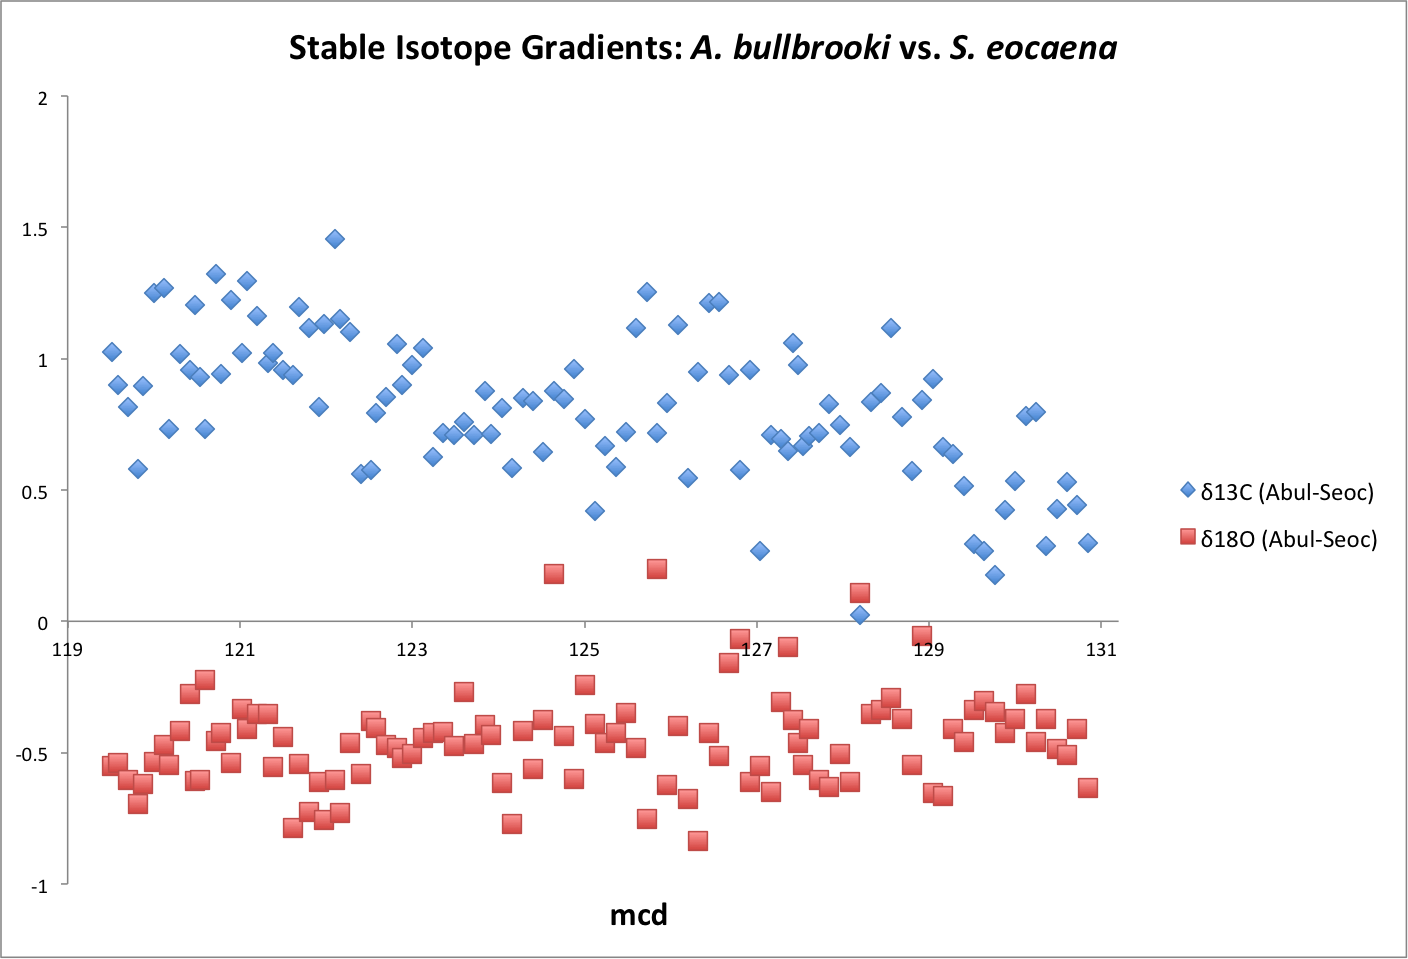 Stable Isotope Gradients: A. bullbrooki vs. S. eocaena
2
1.5
1
0.5
0
-0.5
-1
119 121 123 125 127 129 131
δ13C (Abul-Seoc)
δ18O (Abul-Seoc)
mcd